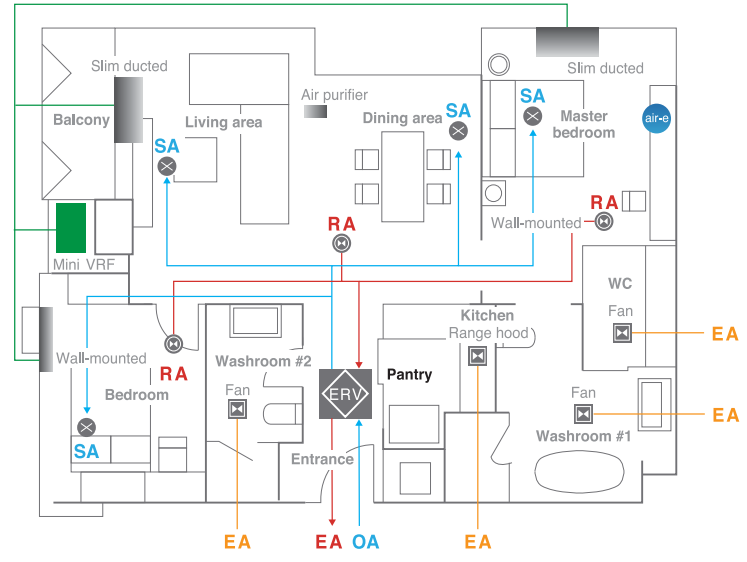 Slim ducted
Slim ducted
Air purifier
Balcony
Living area
Dining area
SA
SA
SA
Master
bedroom
air-e
RA
RA
Wall-mounted
Mini VRF
WC
Fan
Kitchen
Range hood
EA
Wall-mounted
Washroom #2
Pantry
RA
Bedroom
Fan
ERV
Fan
EA
SA
Entrance
Washroom #1
EA
EA
OA
EA